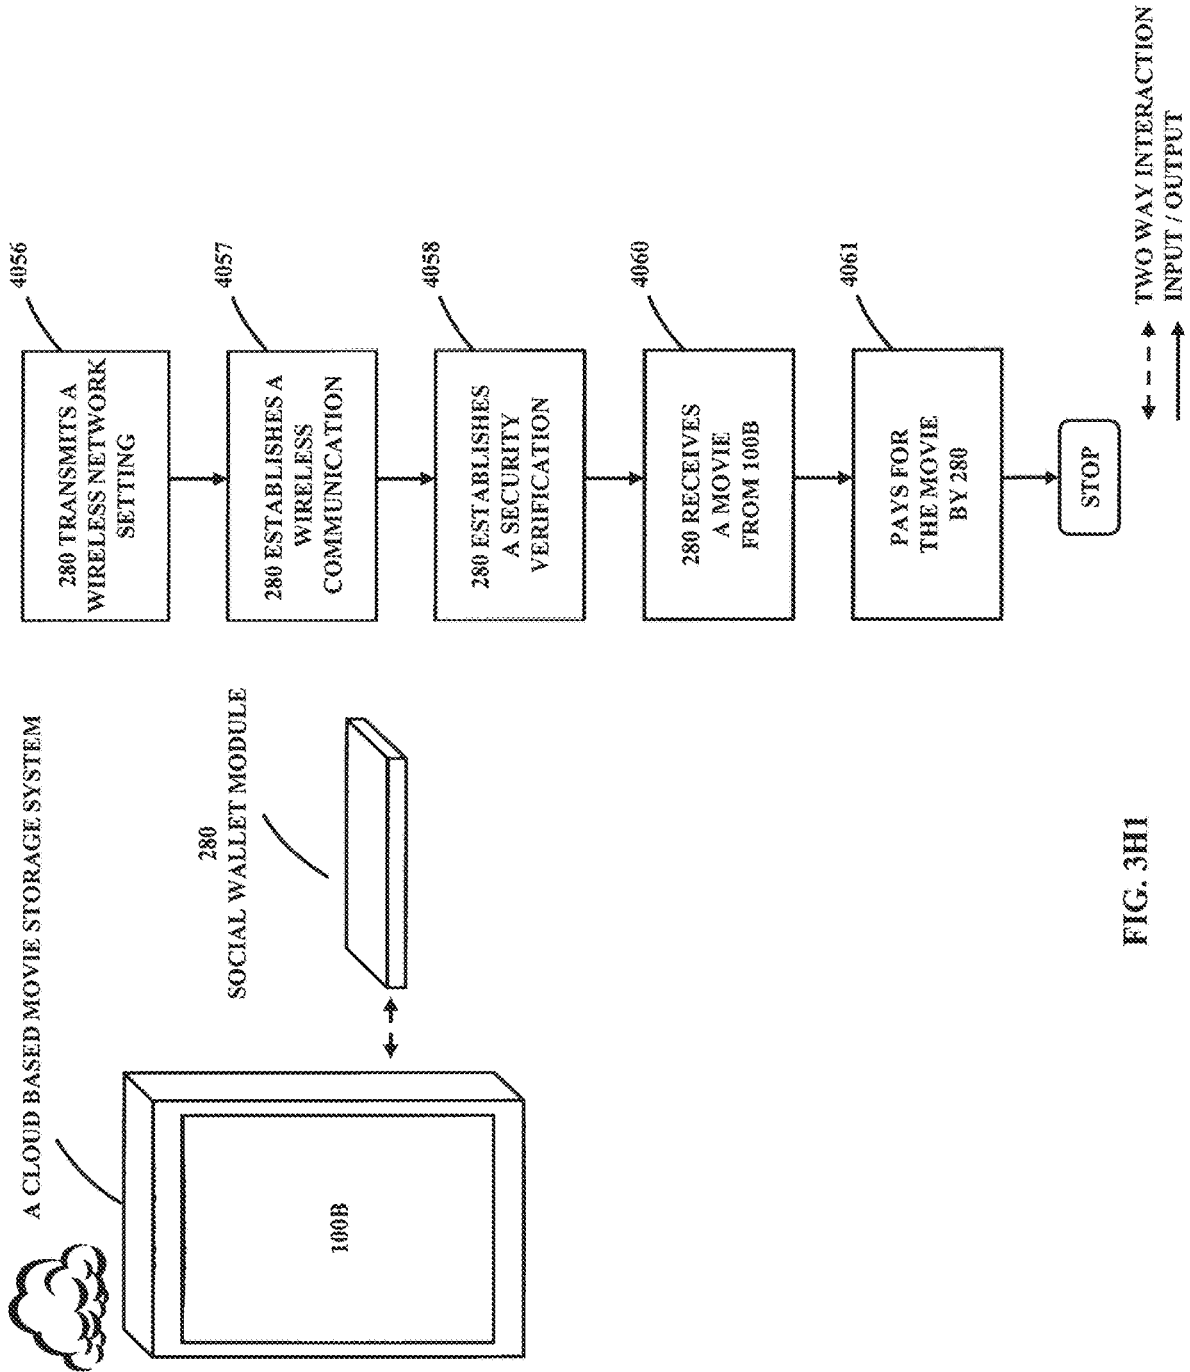 A CLOUD BASED MOVIE STORAGE SYSTEM
100B
280
SOCIAL WALLET MODULE
280 TRANSMITS A
WIRELESS NETWORK
SETTING
4056
280 ESTABLISHES A
WIRELESS
COMMUNICATION
4057
280 ESTABLISHES
A SECURITY
VERIFICATION
4058
280 RECEIVES
A MOVIE
FROM 100B
4060
PAYS FOR
THE MOVIE
BY 280
4061
STOP
TWO WAY INTERACTION
INPUT / OUTPUT
FIG. 3H1